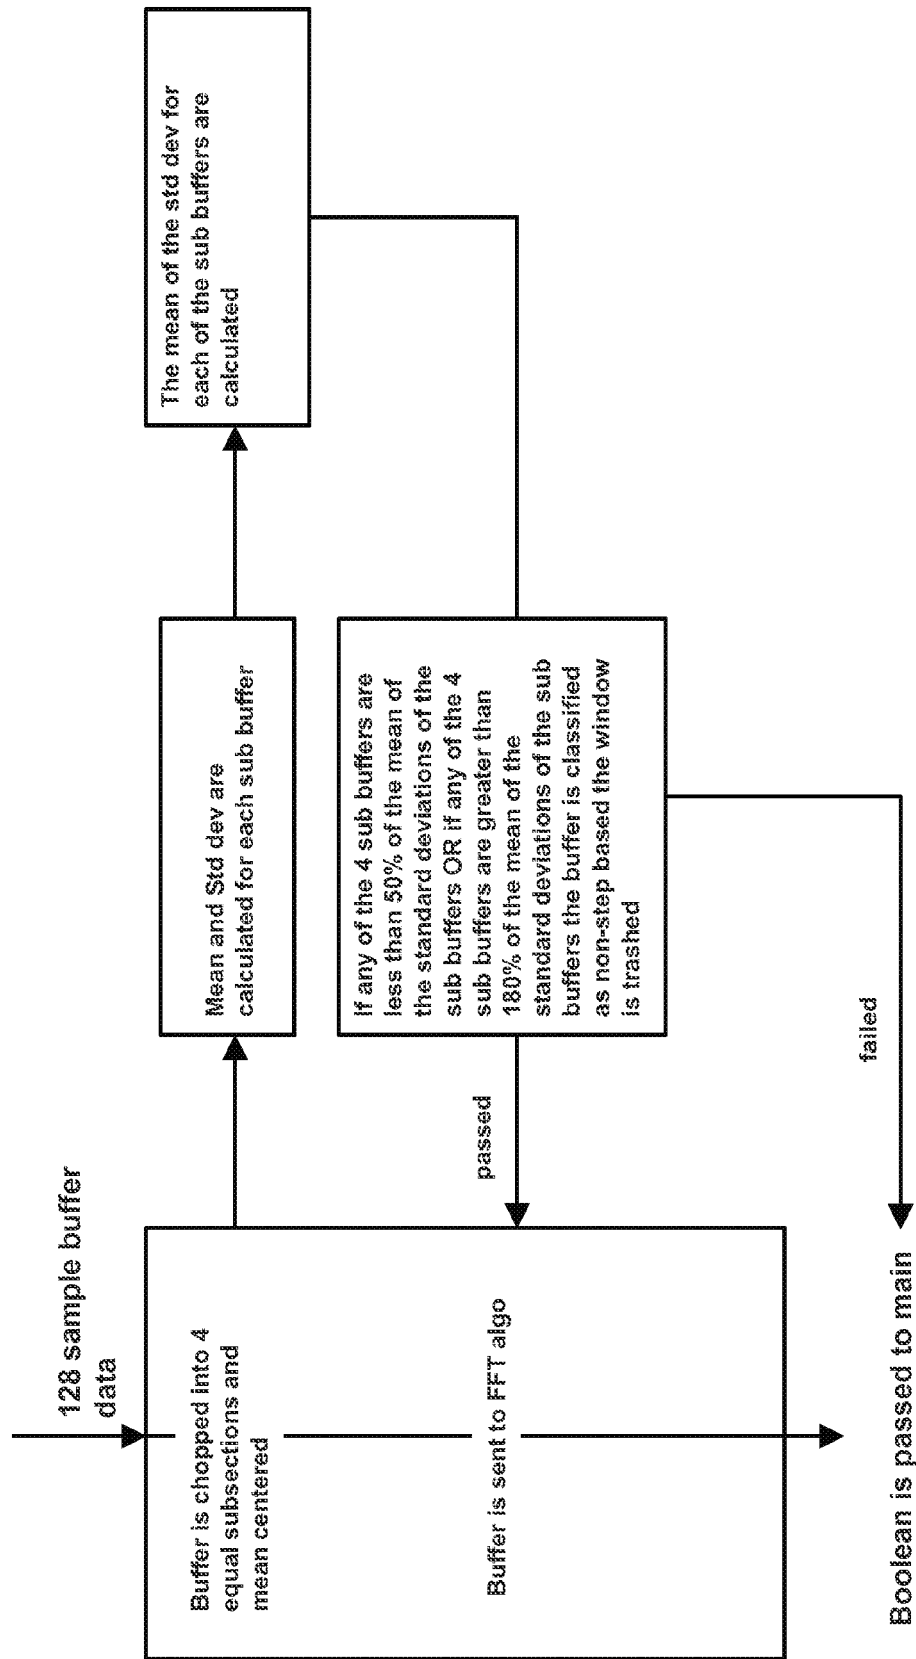 128 sample buffer
data
Buffer is chopped into 4
equal subsections and
mean centered
Mean and Std dev are
calculated for each sub buffer
The mean of the std dev for
each of the sub buffers are
calculated
If any of the 4 sub buffers are
less than 50% of the mean of
the standard deviations of the
sub buffers OR if any of the 4
sub buffers are greater than
180% of the mean of the
standard deviations of the sub
buffers the buffer is classified
as non-step based the window
is trashed
passed
Buffer is sent to FFT algo
failed
Boolean is passed to main